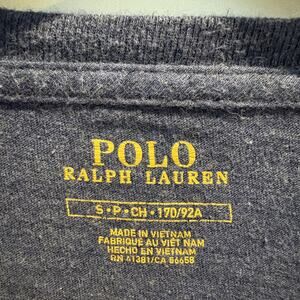 POLO
RALPH LAUREN
S•P•CH•170/92A
MADE IN VIETNAM
FABRIQUÉ AU VIÊT NAM
HECHO EN VIETNAM
RN 41381/CA 56658